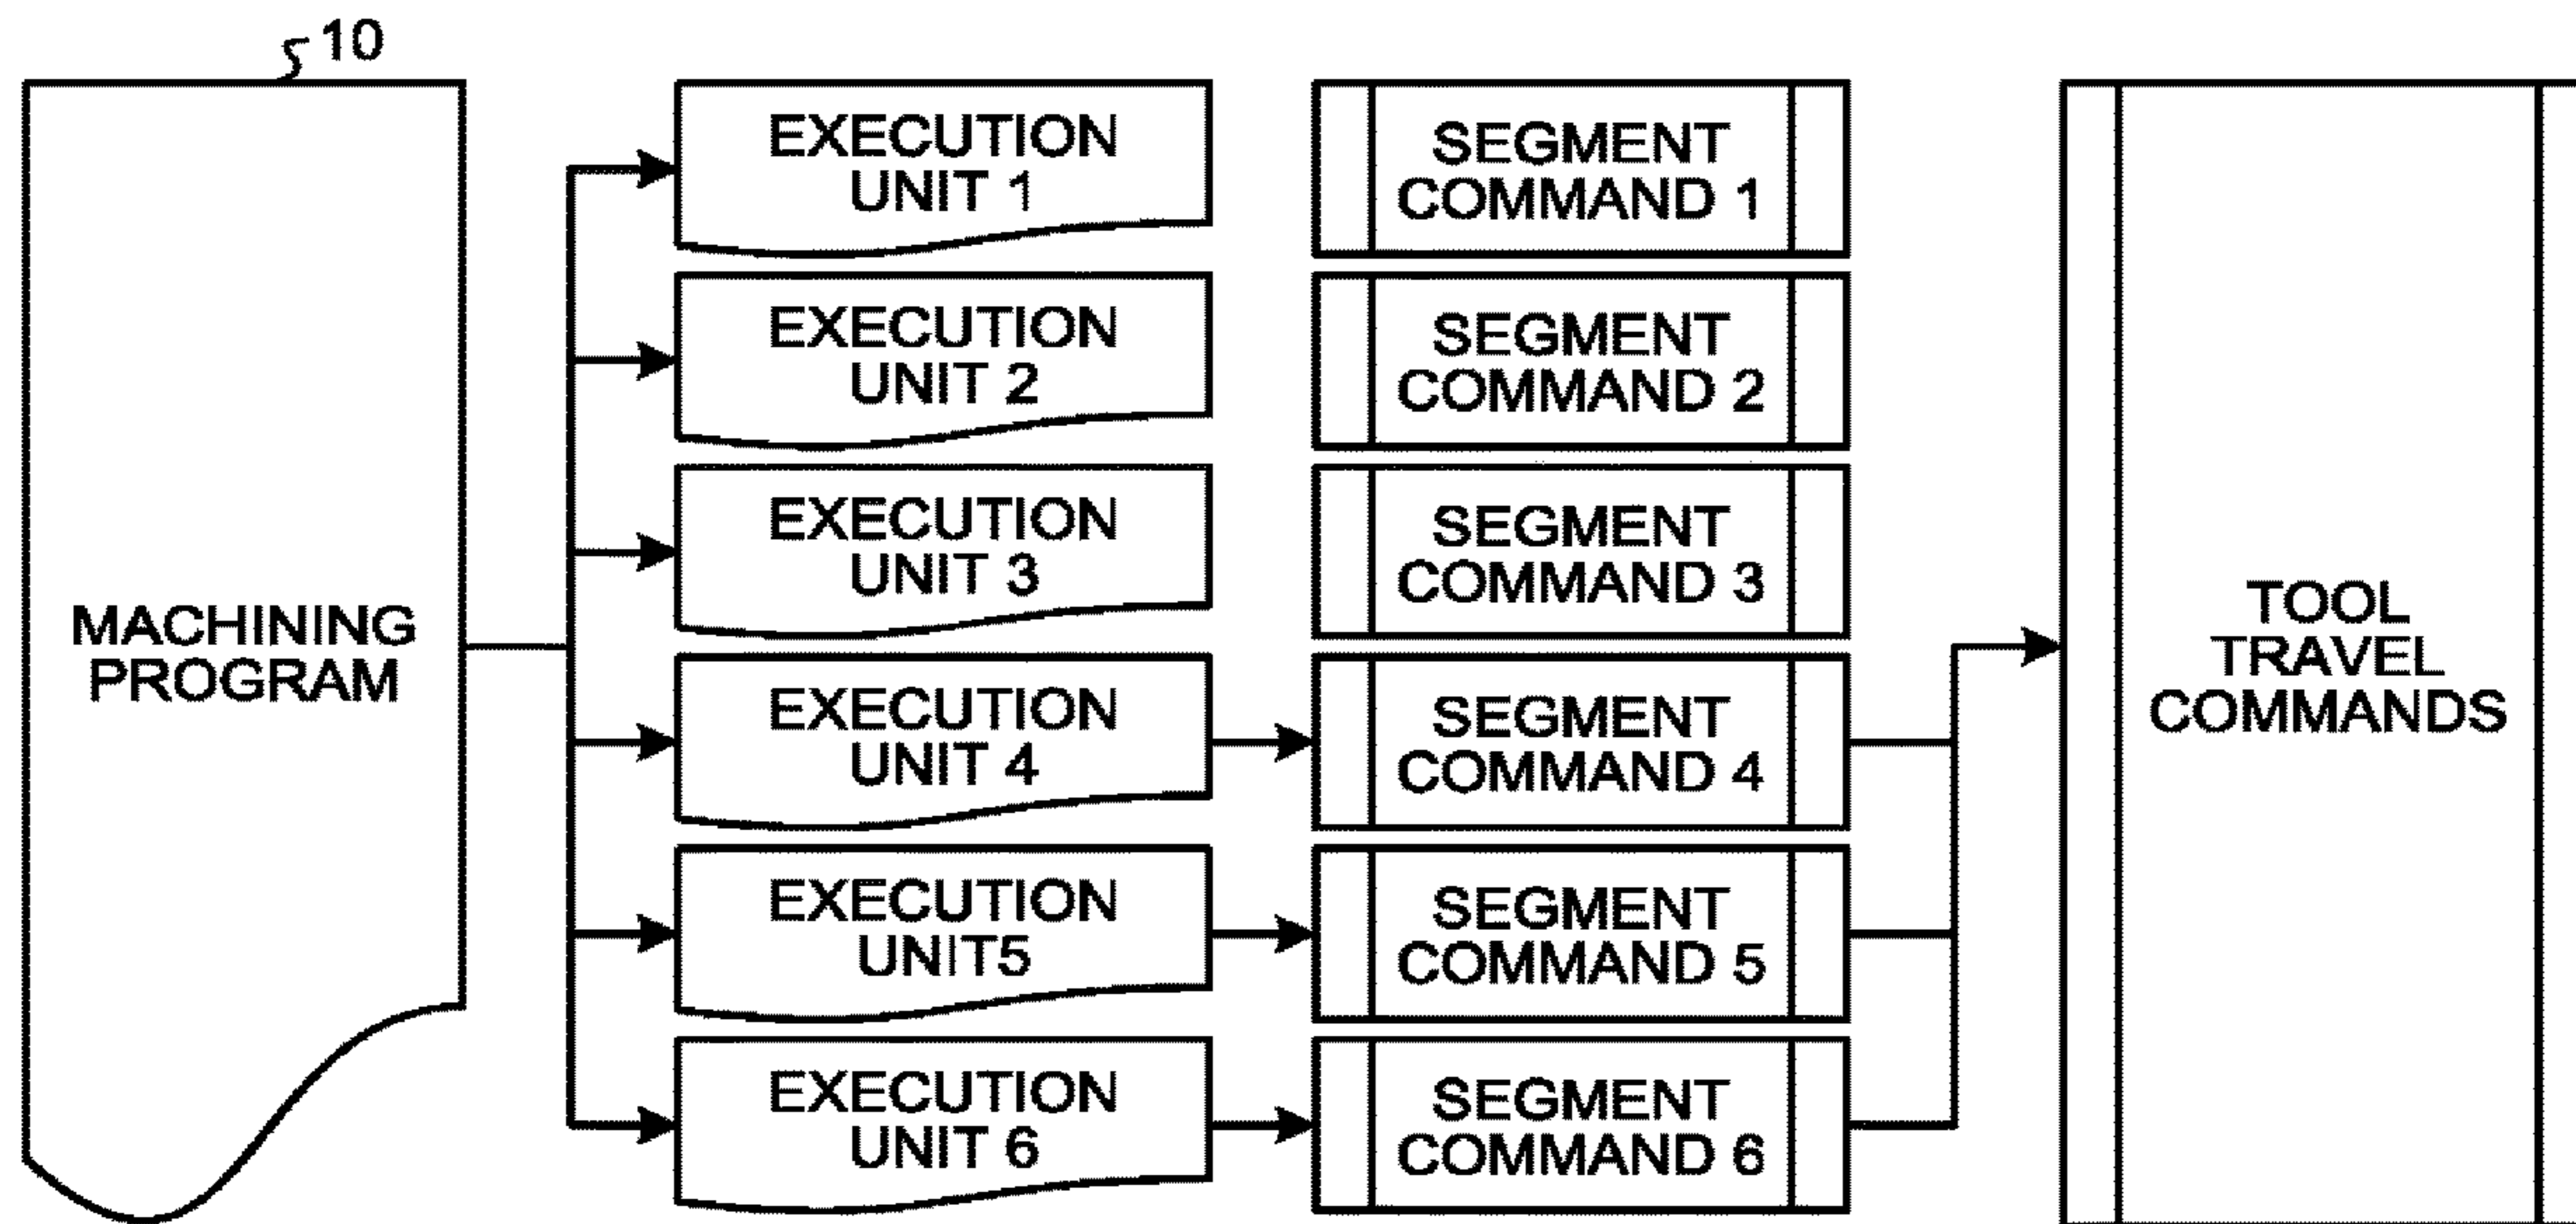 10
MACHINING
PROGRAM
EXECUTION
UNIT 1
EXECUTION
UNIT 2
EXECUTION
UNIT 3
EXECUTION
UNIT 4
EXECUTION
UNIT5
EXECUTION
UNIT 6
SEGMENT
COMMAND 1
SEGMENT
COMMAND 2
SEGMENT
COMMAND 3
SEGMENT
COMMAND 4
SEGMENT
COMMAND 5
SEGMENT
COMMAND 6
TOOL
TRAVEL
COMMANDS